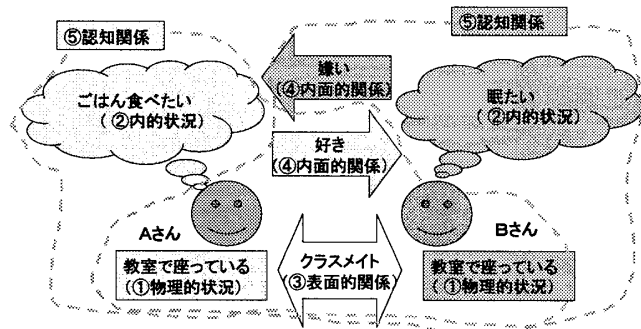 ⑤認知関係
⑤認知関係
嫌い
(④内面的関係)
ごはん食べたい
(②内的状況)
眠たい
(②内的状況)
好き
(④内面的関係)
Aさん
Bさん
教室で座っている
(①物理的状況)
クラスメイト
(③表面的関係)
教室で座っている
(①物理的状況)